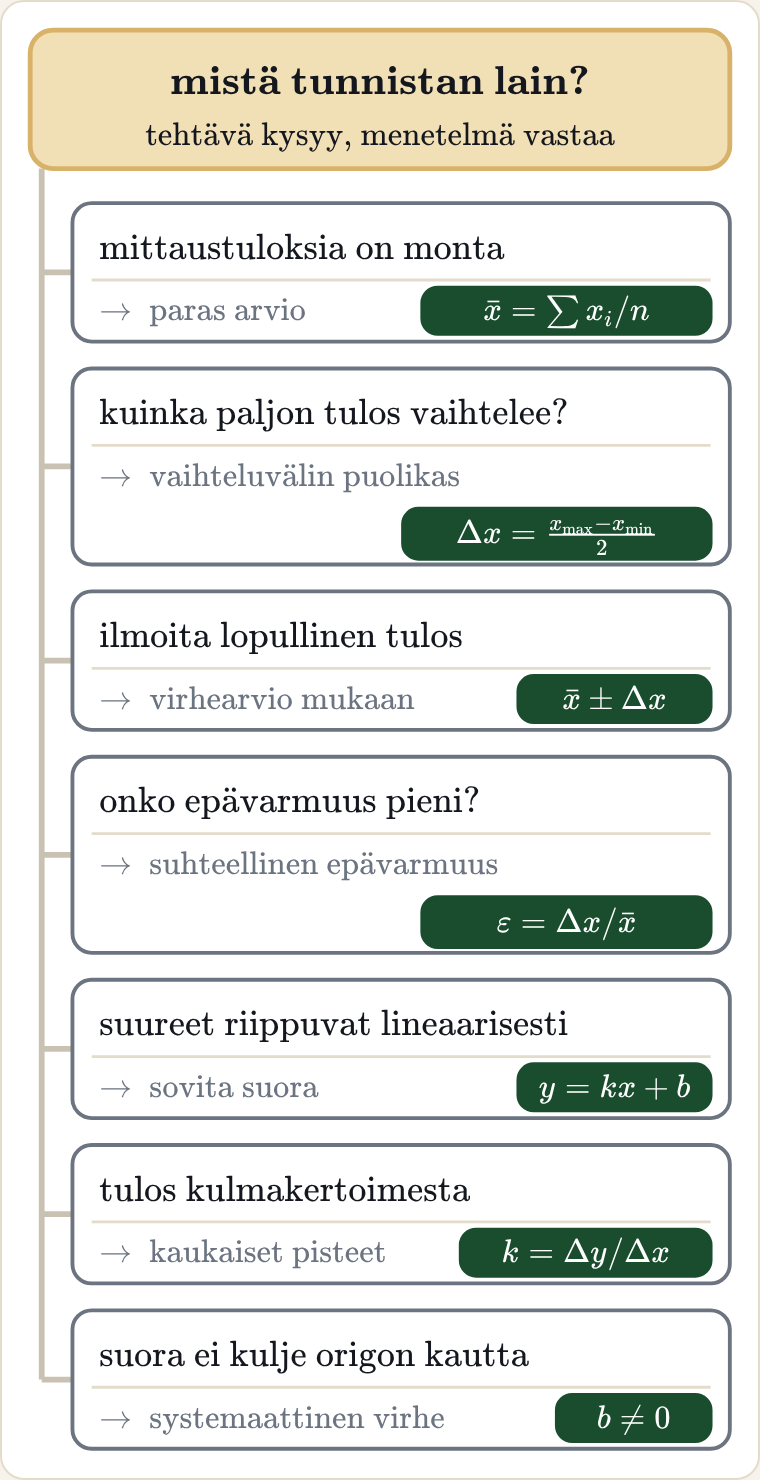 mistä tunnistan lain?
tehtävä kysyy, menetelmä vastaa
mittaustuloksia on monta
→ paras arvio x̄ = ∑ xᵢ/n
kuinka paljon tulos vaihtelee?
→ vaihteluvälin puolikas
Δx = (x_max − x_min)/2
ilmoita lopullinen tulos
→ virhearvio mukaan x̄ ± Δx
onko epävarmuus pieni?
→ suhteellinen epävarmuus
ε = Δx/x̄
suureet riippuvat lineaarisesti
→ sovita suora y = kx + b
tulos kulmakertoimesta
→ kaukaiset pisteet k = Δy/Δx
suora ei kulje origon kautta
→ systemaattinen virhe b ≠ 0